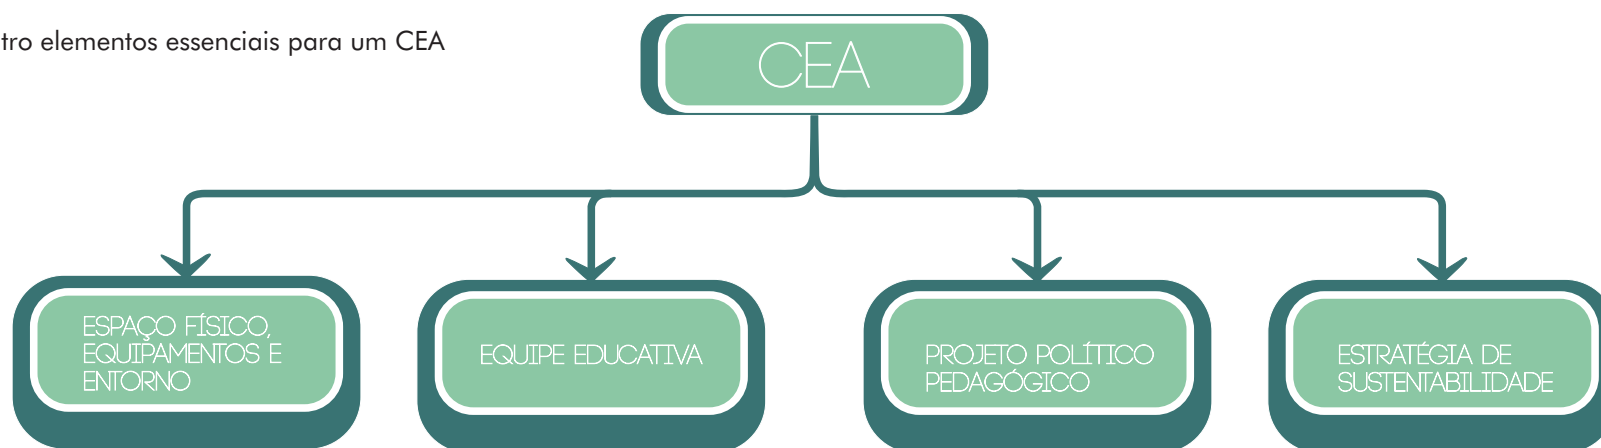 tro elementos essenciais para um CEA
CEA
ESPAÇO FÍSICO,
EQUIPAMENTOS E
ENTORNO
EQUIPE EDUCATIVA
PROJETO POLÍTICO
PEDAGÓGICO
ESTRATÉGIA DE
SUSTENTABILIDADE